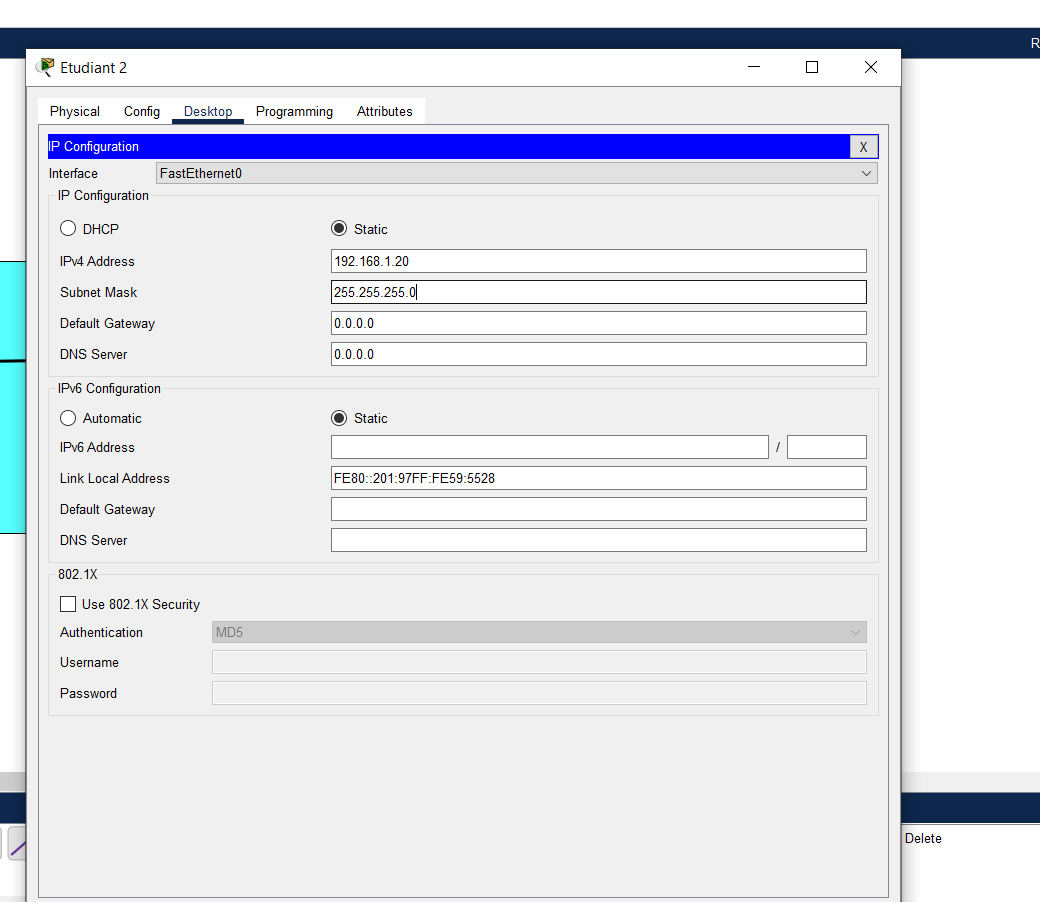 R
Etudiant 2
Physical Config Desktop Programming Attributes
IP Configuration X
Interface FastEthernet0
IP Configuration
DHCP Static
IPv4 Address 192.168.1.20
Subnet Mask 255.255.255.0
Default Gateway 0.0.0.0
DNS Server 0.0.0.0
IPv6 Configuration
Automatic Static
IPv6 Address /
Link Local Address FE80::201:97FF:FE59:5528
Default Gateway
DNS Server
802.1X
Use 802.1X Security
Authentication MD5
Username
Password
Delete